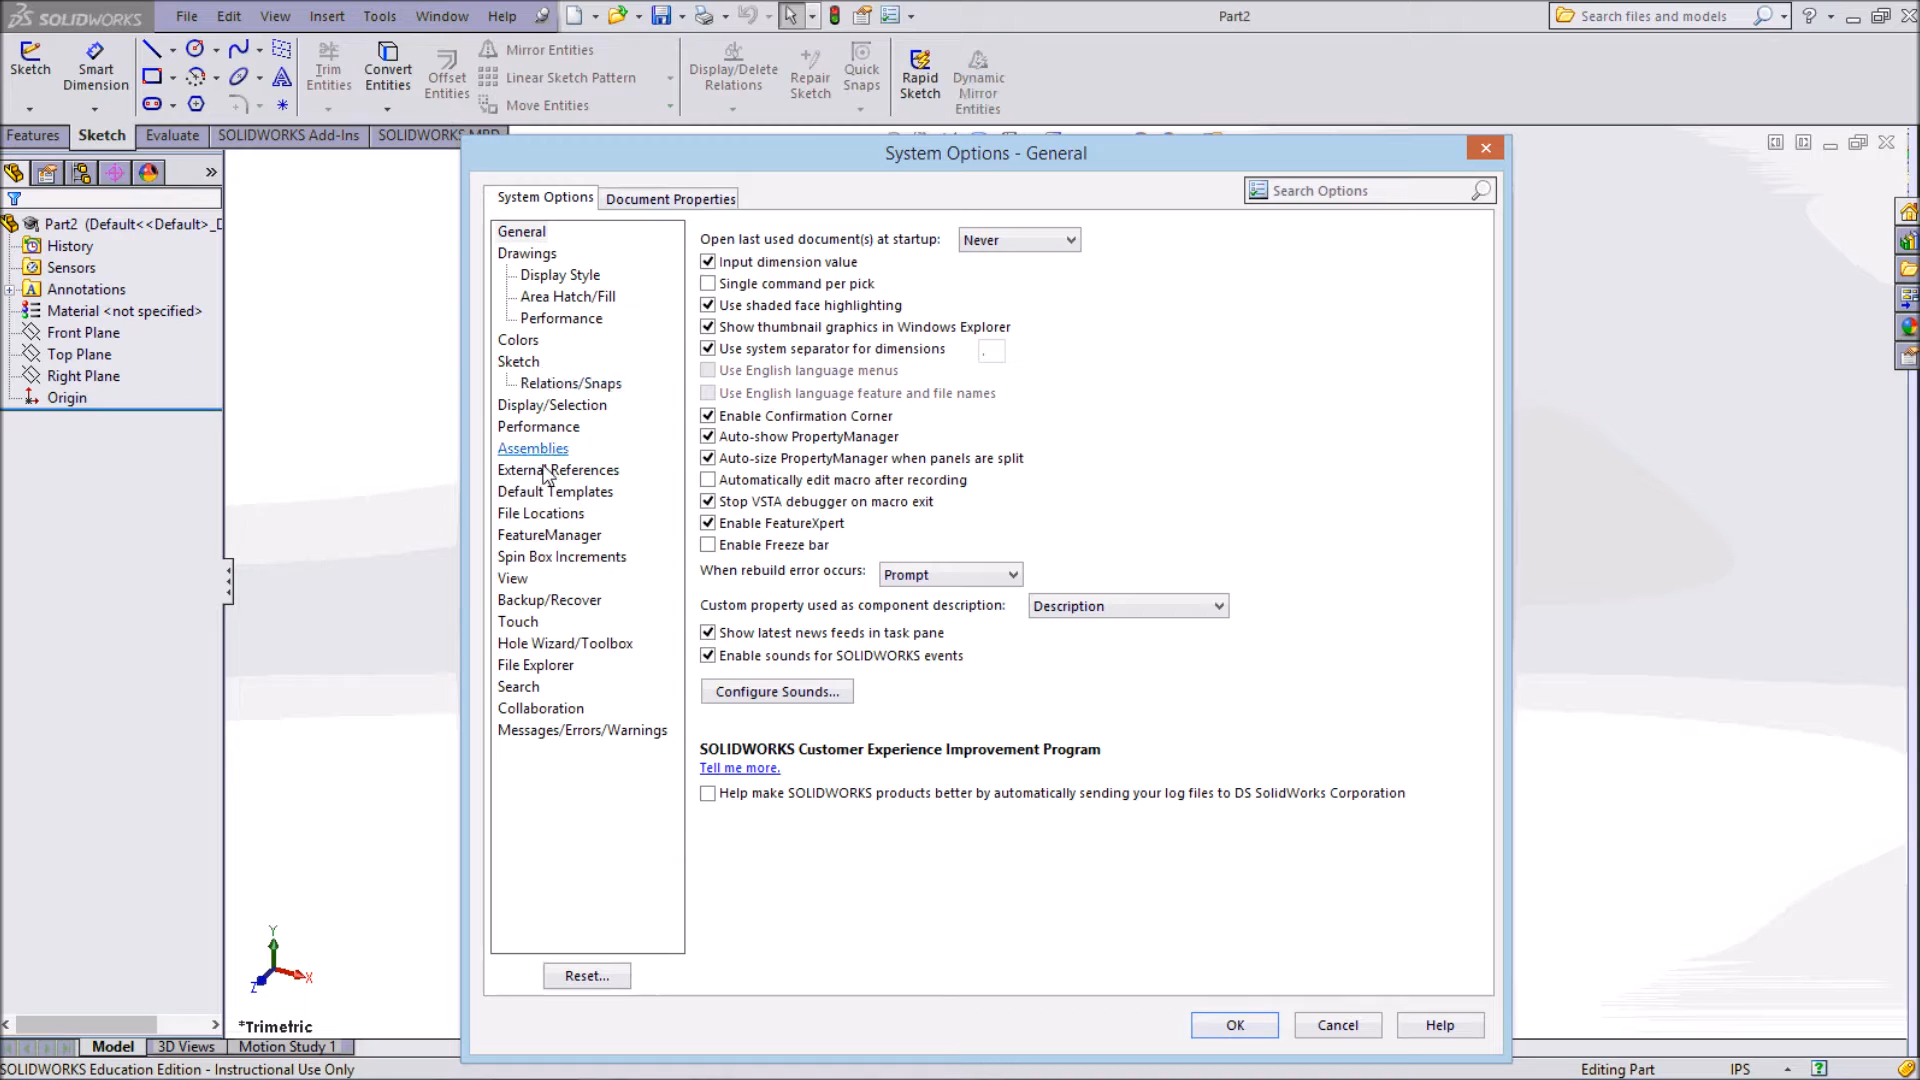 SOLIDWORKS File Edit View Insert Tools Window Help Part2 Search files and models
Sketch Smart Dimension Trim Entities Convert Entities Offset Entities Mirror Entities Linear Sketch Pattern Move Entities Display/Delete Relations Repair Sketch Quick Snaps Rapid Sketch Dynamic Mirror Entities
Features Sketch Evaluate SOLIDWORKS Add-Ins SOLIDWORKS MBD
System Options - General
System Options Document Properties Search Options
Part2 (Default<<Default>_D
History
Sensors
Annotations
Material <not specified>
Front Plane
Top Plane
Right Plane
Origin
General
Drawings
Display Style
Area Hatch/Fill
Performance
Colors
Sketch
Relations/Snaps
Display/Selection
Performance
Assemblies
External References
Default Templates
File Locations
FeatureManager
Spin Box Increments
View
Backup/Recover
Touch
Hole Wizard/Toolbox
File Explorer
Search
Collaboration
Messages/Errors/Warnings
Reset...
Open last used document(s) at startup: Never
Input dimension value
Single command per pick
Use shaded face highlighting
Show thumbnail graphics in Windows Explorer
Use system separator for dimensions .
Use English language menus
Use English language feature and file names
Enable Confirmation Corner
Auto-show PropertyManager
Auto-size PropertyManager when panels are split
Automatically edit macro after recording
Stop VSTA debugger on macro exit
Enable FeatureXpert
Enable Freeze bar
When rebuild error occurs: Prompt
Custom property used as component description: Description
Show latest news feeds in task pane
Enable sounds for SOLIDWORKS events
Configure Sounds...
SOLIDWORKS Customer Experience Improvement Program
Tell me more.
Help make SOLIDWORKS products better by automatically sending your log files to DS SolidWorks Corporation
OK Cancel Help
Y
X
Z
*Trimetric
Model 3D Views Motion Study 1
SOLIDWORKS Education Edition - Instructional Use Only Editing Part IPS